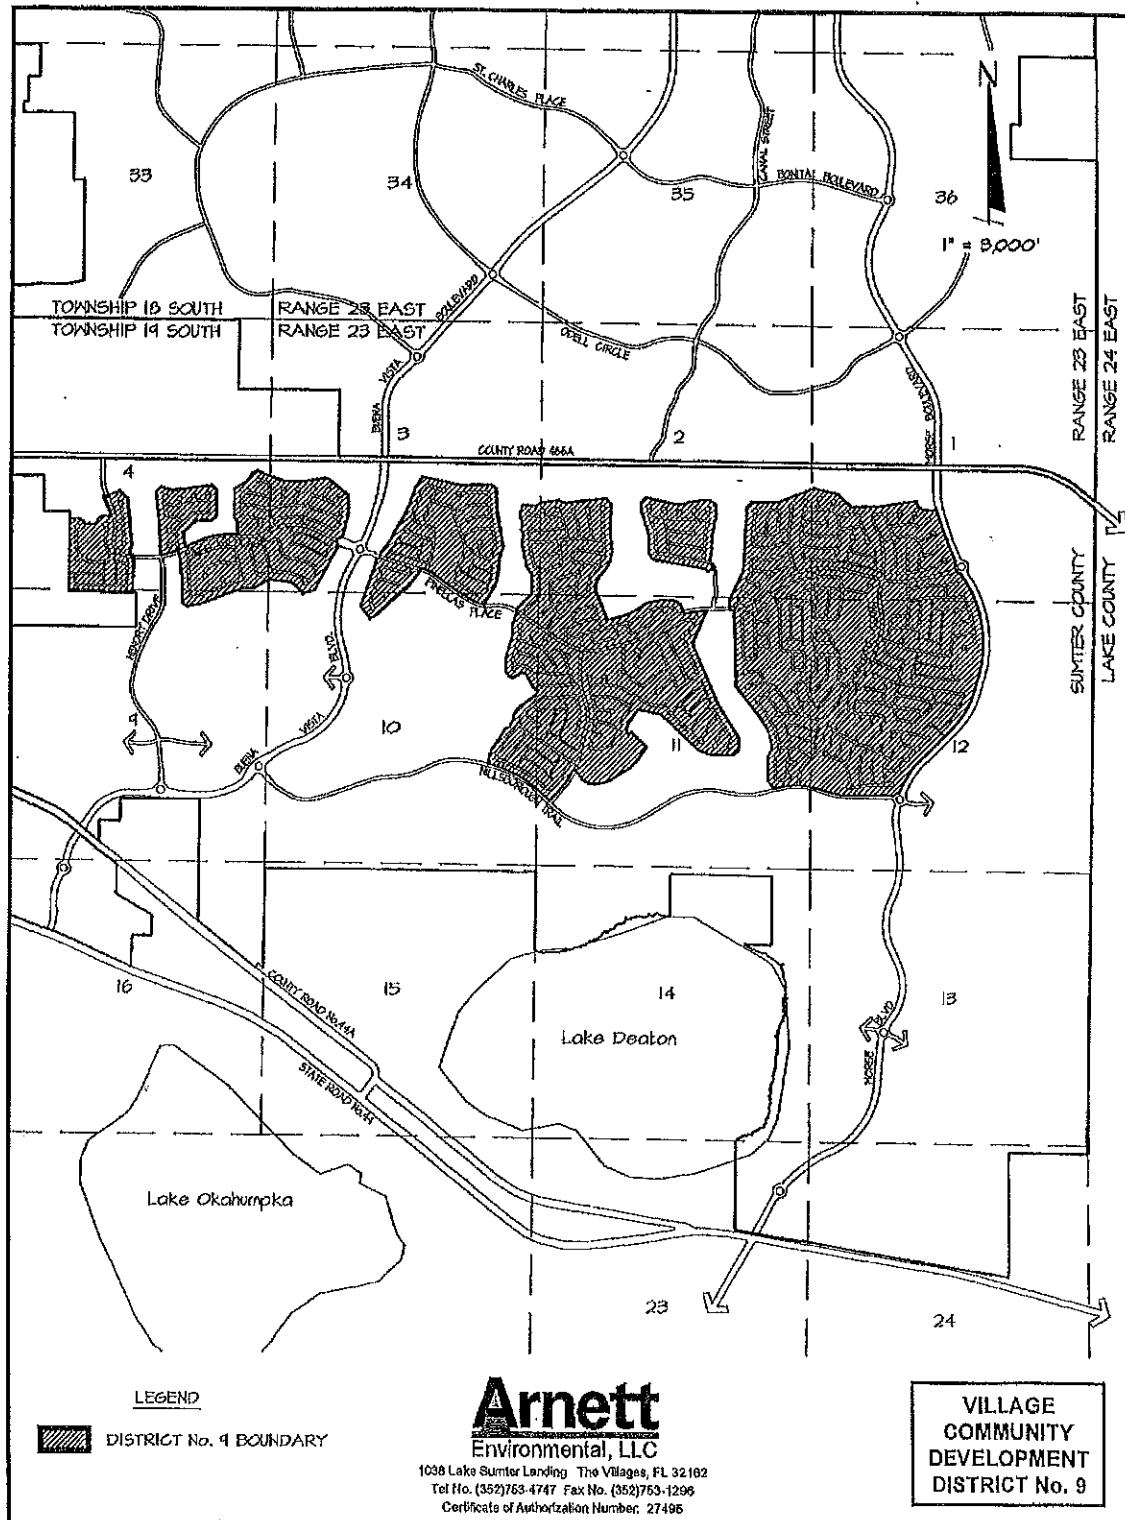 N
ST. CHARLES PLACE
CANAL STREET
33
34
35
BONITA BOULEVARD
36
1" = 3,000'
TOWNSHIP 18 SOUTH RANGE 23 EAST
TOWNSHIP 19 SOUTH RANGE 23 EAST
BUENA VISTA BOULEVARD
ODELL CIRCLE
MORSE BOULEVARD
RANGE 23 EAST
RANGE 24 EAST
3
2
1
COUNTY ROAD 466A
4
PINELLAS PLACE
SUMTER COUNTY
LAKE COUNTY
DRIVE
9
BUENA VISTA BLVD.
10
11
12
HILLSBOROUGH TRAIL
16
15
14
13
COUNTY ROAD No.44A
Lake Deaton
STATE ROAD No.44
MORSE BLVD
Lake Okahumpka
23
24
LEGEND
DISTRICT No. 9 BOUNDARY
Arnett
Environmental, LLC
1038 Lake Sumter Landing The Villages, FL 32162
Tel No. (352)753-4747 Fax No. (352)753-1296
Certificate of Authorization Number: 27495
VILLAGE
COMMUNITY
DEVELOPMENT
DISTRICT No. 9